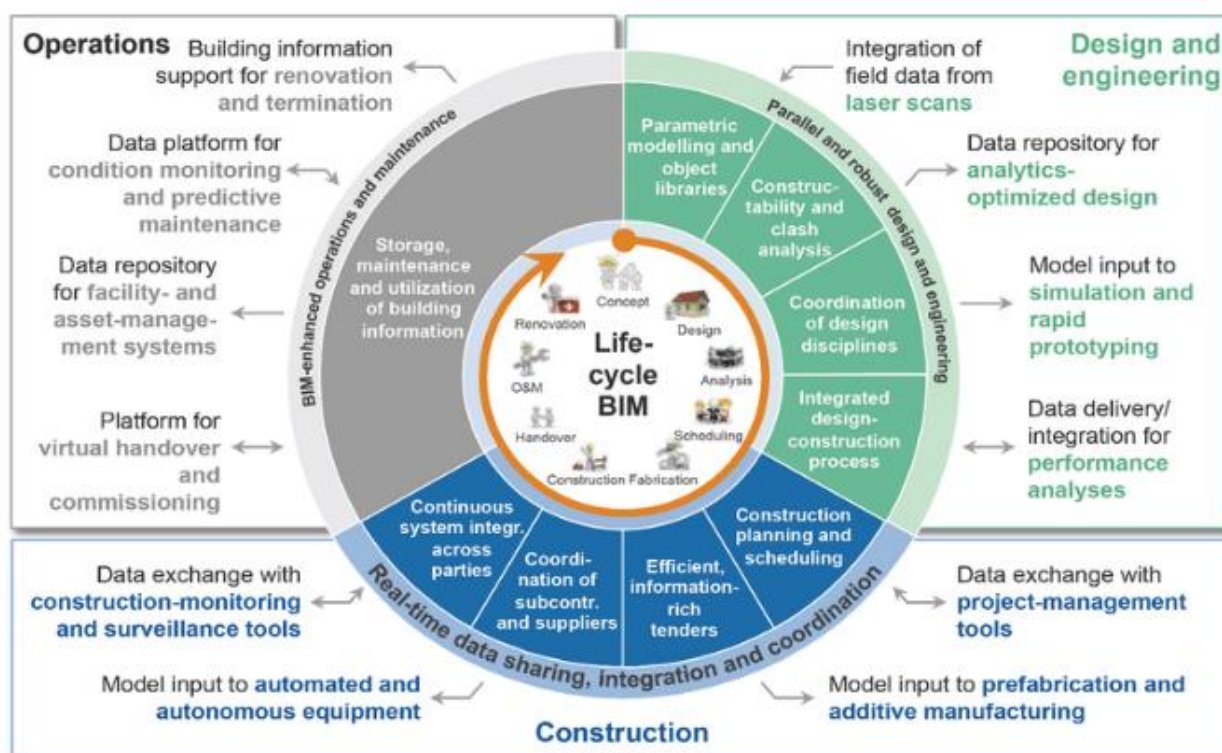 Operations
Building information
support for renovation
and termination
Data platform for
condition monitoring
and predictive
maintenance
Data repository
for facility- and
asset-manage-
ment systems
Platform for
virtual handover
and
commissioning
BIM-enhanced operations and maintenance
Storage,
maintenance
and utilization
of building
information
Design and
engineering
Integration of
field data from
laser scans
Data repository for
analytics-
optimized design
Model input to
simulation and
rapid
prototyping
Data delivery/
integration for
performance
analyses
Parallel and robust design and engineering
Parametric
modelling and
object
libraries
Construc-
tability and
clash
analysis
Coordination
of design
disciplines
Integrated
design-
construction
process
Life-
cycle
BIM
Concept
Design
Analysis
Scheduling
Fabrication
Construction
Handover
O&M
Renovation
Continuous
system integr.
across
parties
Coordi-
nation of
subcontr.
and suppliers
Efficient,
information-
rich
tenders
Construction
planning and
scheduling
Real-time data sharing, integration and coordination
Data exchange with
construction-monitoring
and surveillance tools
Model input to automated and
autonomous equipment
Data exchange with
project-management
tools
Model input to prefabrication and
additive manufacturing
Construction